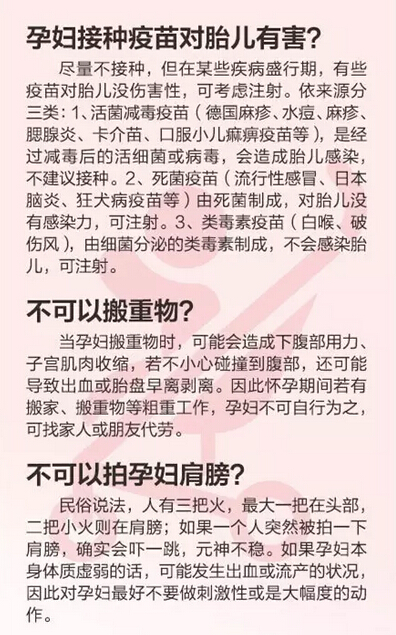 孕妇接种疫苗对胎儿有害?
尽量不接种，但在某些疾病盛行期，有些
疫苗对胎儿没伤害性，可考虑注射。依来源分
三类：1、活菌减毒疫苗（德国麻疹、水痘、麻疹、
腮腺炎、卡介苗、口服小儿麻痹疫苗等），是经
过减毒后的活细菌或病毒，会造成胎儿感染，
不建议接种。2、死菌疫苗（流行性感冒、日本
脑炎、狂犬病疫苗等）由死菌制成，对胎儿没
有感染力，可注射。3、类毒素疫苗（白喉、破
伤风），由细菌分泌的类毒素制成，不会感染胎
儿，可注射。
不可以搬重物?
当孕妇搬重物时，可能会造成下腹部用力、
子宫肌肉收缩，若不小心碰撞到腹部，还可能
导致出血或胎盘早离剥离。因此怀孕期间若有
搬家、搬重物等粗重工作，孕妇不可自行为之，
可找家人或朋友代劳。
不可以拍孕妇肩膀?
民俗说法，人有三把火，最大一把在头部，
二把小火则在肩膀；如果一个人突然被拍一下
肩膀，确实会吓一跳，元神不稳。如果孕妇本
身体质虚弱的话，可能发生出血或流产的状况，
因此对孕妇最好不要做刺激性或是大幅度的动
作。